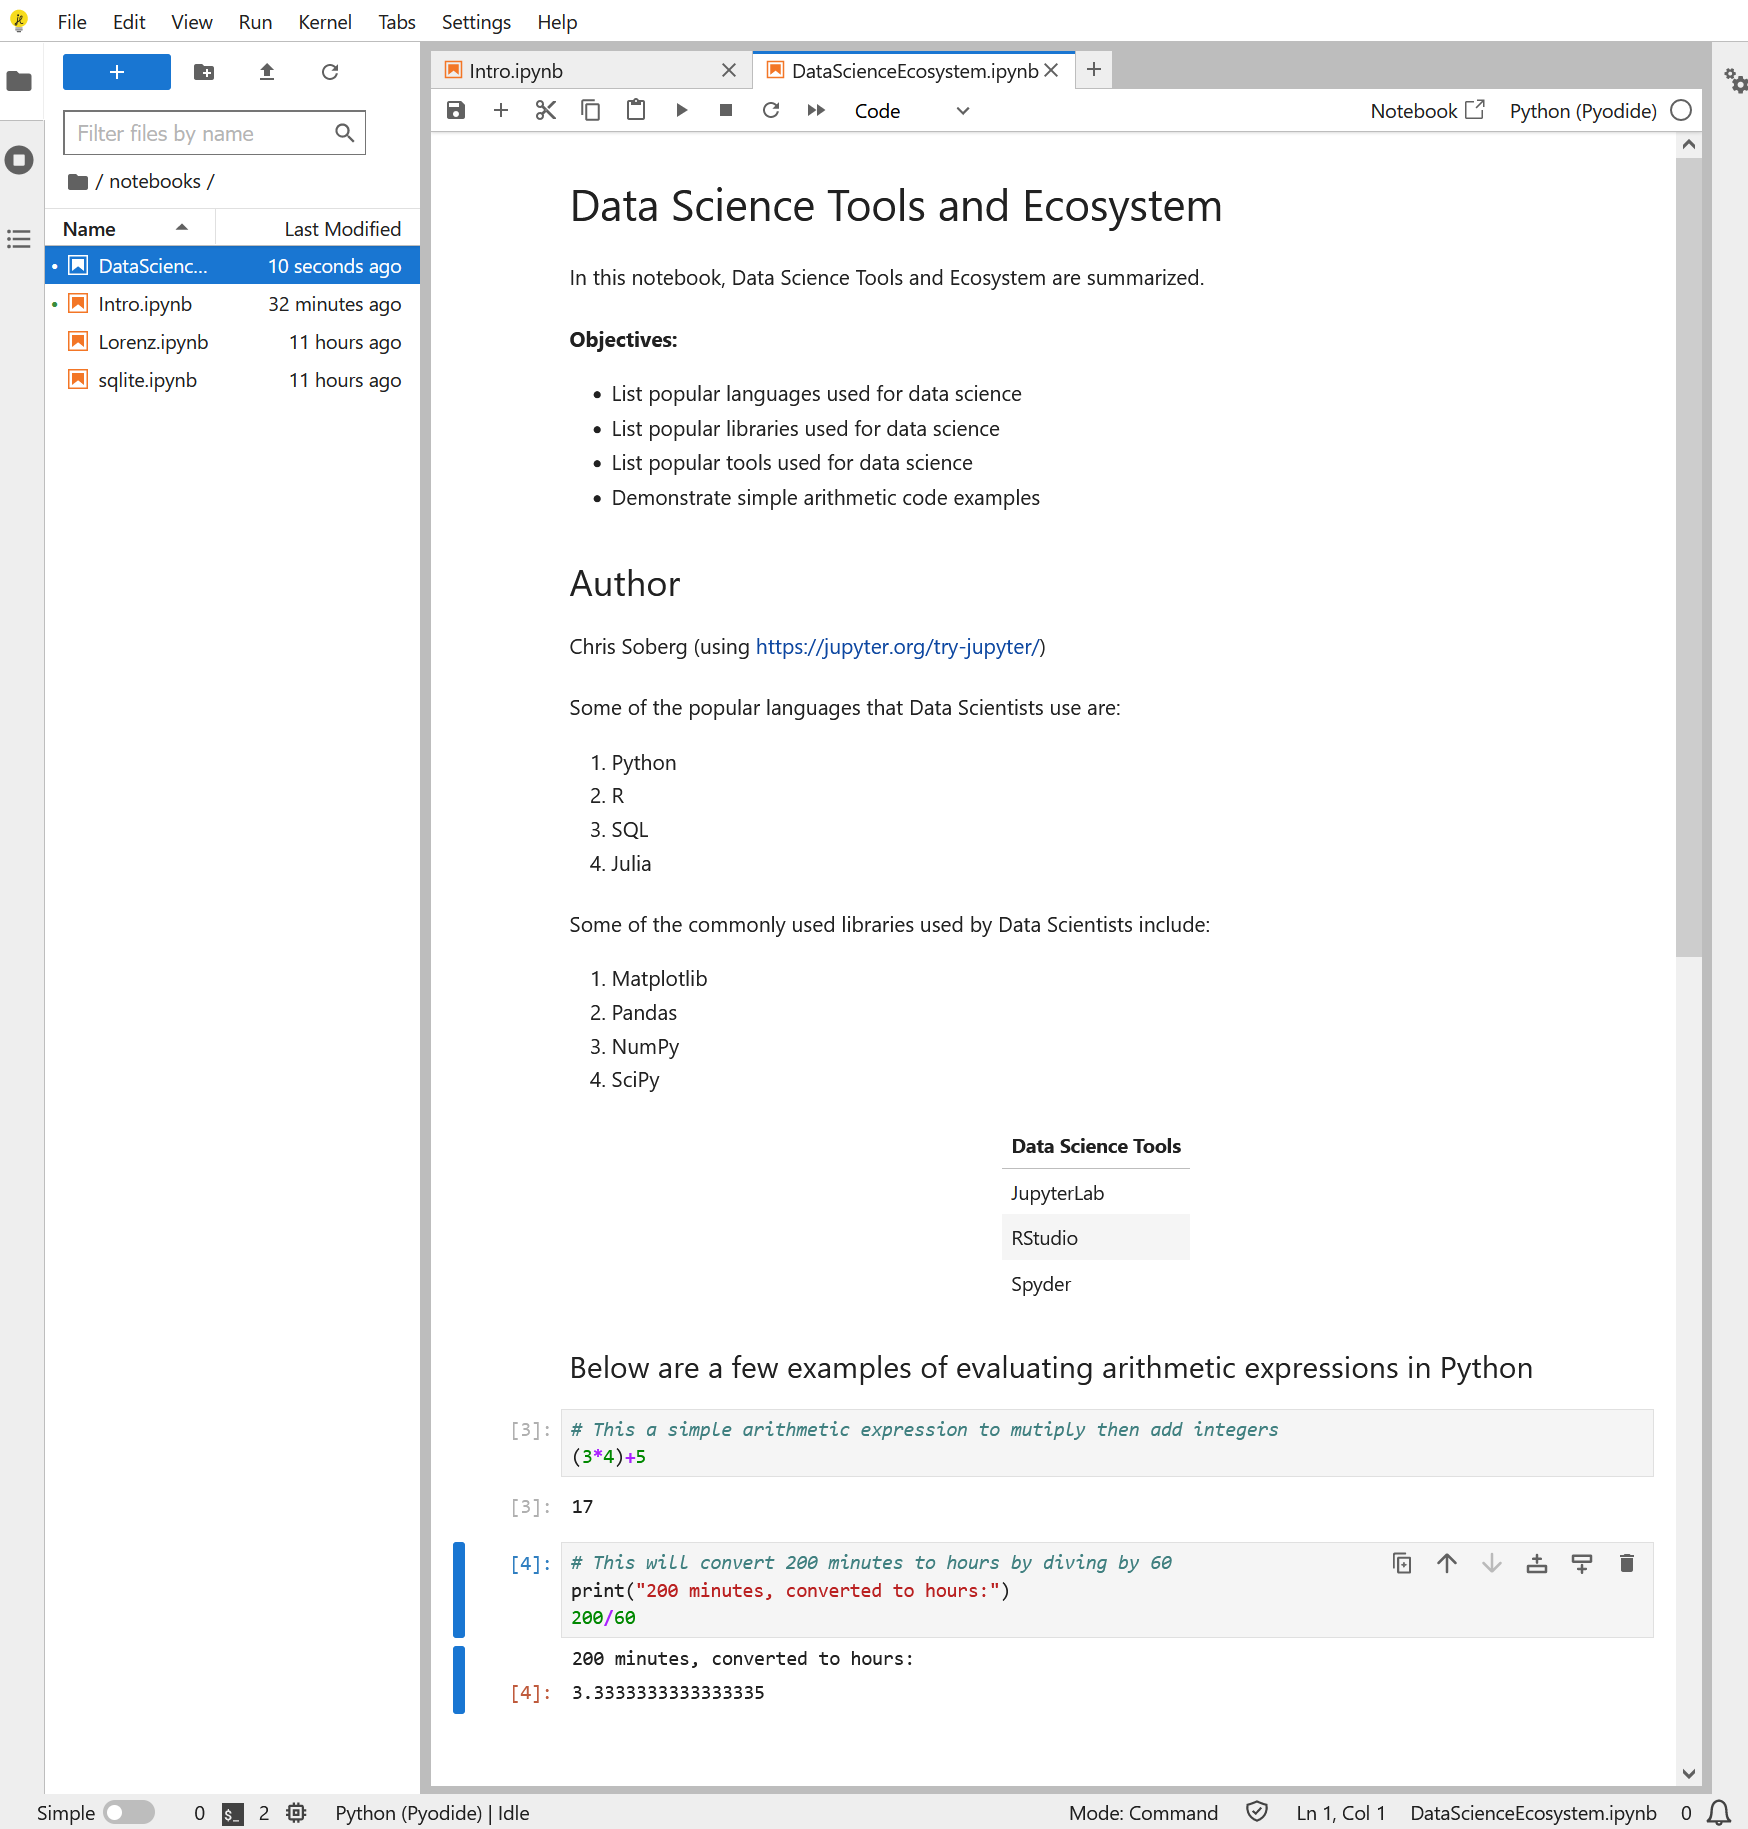 File Edit View Run Kernel Tabs Settings Help
Filter files by name
/ notebooks /
Name Last Modified
DataScienc... 10 seconds ago
Intro.ipynb 32 minutes ago
Lorenz.ipynb 11 hours ago
sqlite.ipynb 11 hours ago
Intro.ipynb DataScienceEcosystem.ipynb
Code Notebook Python (Pyodide)
Data Science Tools and Ecosystem
In this notebook, Data Science Tools and Ecosystem are summarized.
Objectives:
• List popular languages used for data science
• List popular libraries used for data science
• List popular tools used for data science
• Demonstrate simple arithmetic code examples
Author
Chris Soberg (using https://jupyter.org/try-jupyter/)
Some of the popular languages that Data Scientists use are:
1. Python
2. R
3. SQL
4. Julia
Some of the commonly used libraries used by Data Scientists include:
1. Matplotlib
2. Pandas
3. NumPy
4. SciPy
Data Science Tools
JupyterLab
RStudio
Spyder
Below are a few examples of evaluating arithmetic expressions in Python
[3]: # This a simple arithmetic expression to mutiply then add integers
(3*4)+5
[3]: 17
[4]: # This will convert 200 minutes to hours by diving by 60
print("200 minutes, converted to hours:")
200/60
200 minutes, converted to hours:
[4]: 3.3333333333333335
Simple 0 $_ 2 Python (Pyodide) | Idle Mode: Command Ln 1, Col 1 DataScienceEcosystem.ipynb 0